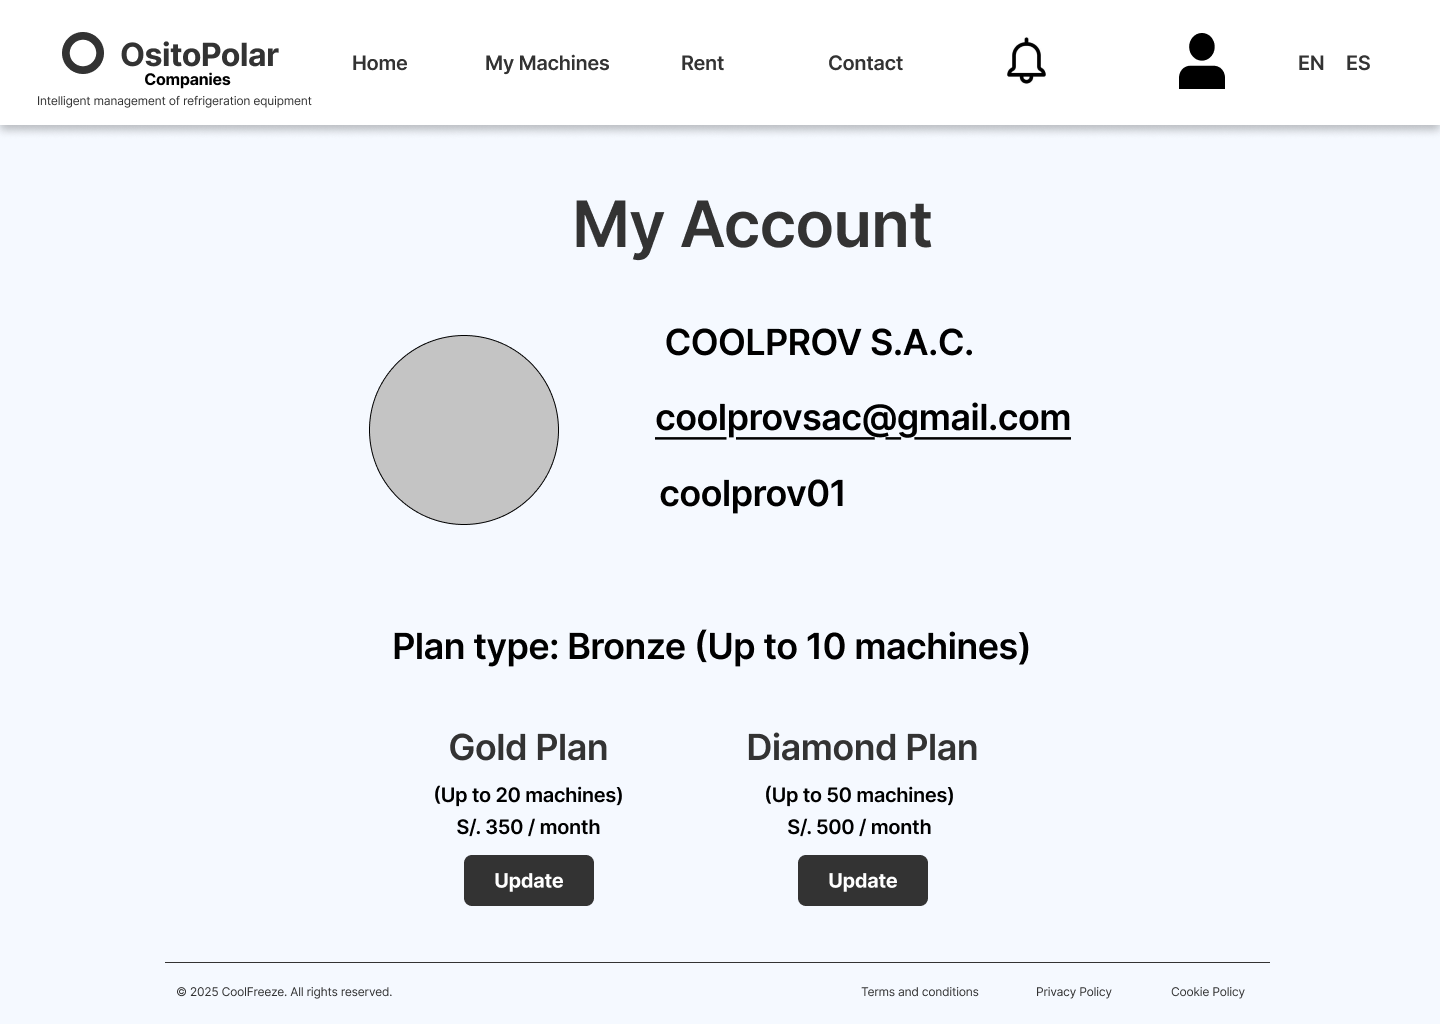 OsitoPolar
Companies
Intelligent management of refrigeration equipment
Home
My Machines
Rent
Contact
EN
ES
My Account
COOLPROV S.A.C.
coolprovsac@gmail.com
coolprov01
Plan type: Bronze (Up to 10 machines)
Gold Plan
(Up to 20 machines)
S/. 350 / month
Update
Diamond Plan
(Up to 50 machines)
S/. 500 / month
Update
© 2025 CoolFreeze. All rights reserved.
Terms and conditions
Privacy Policy
Cookie Policy